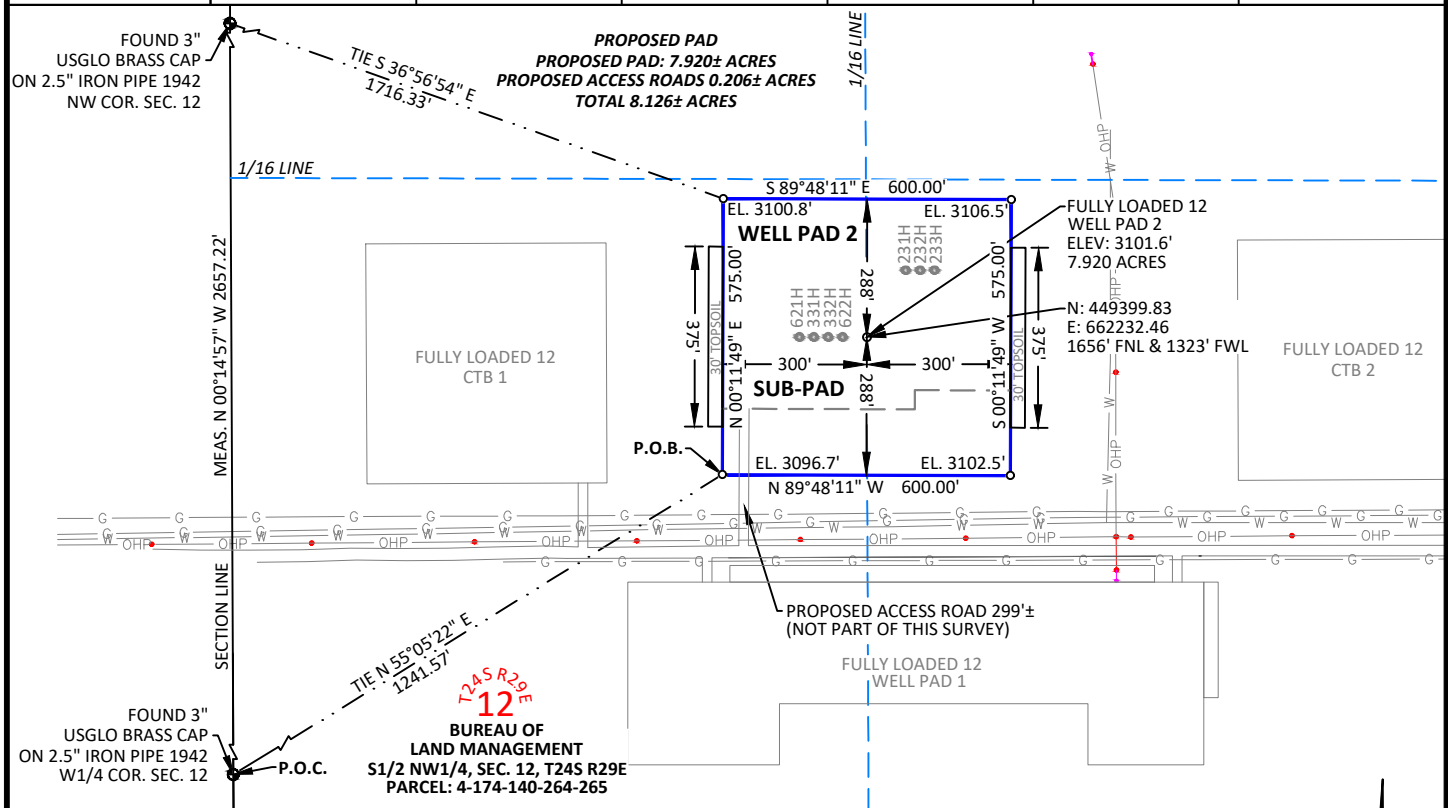 FOUND 3"
USGLO BRASS CAP
ON 2.5" IRON PIPE 1942
NW COR. SEC. 12
TIE S 36°56'54" E
1716.33'
PROPOSED PAD
PROPOSED PAD: 7.920± ACRES
PROPOSED ACCESS ROADS 0.206± ACRES
TOTAL 8.126± ACRES
1/16 LINE
1/16 LINE
W OHP
S 89°48'11" E 600.00'
EL. 3100.8'
EL. 3106.5'
WELL PAD 2
231H
232H
233H
FULLY LOADED 12
WELL PAD 2
ELEV: 3101.6'
7.920 ACRES
MEAS. N 00°14'57" W 2657.22'
FULLY LOADED 12
CTB 1
375'
30' TOPSOIL
N 00°11'49" E 575.00'
621H
331H
332H
622H
288'
300'
300'
SUB-PAD
288'
S 00°11'49" W 575.00'
30' TOPSOIL
375'
OHP
N: 449399.83
E: 662232.46
1656' FNL & 1323' FWL
FULLY LOADED 12
CTB 2
W
W OHP
P.O.B.
EL. 3096.7'
EL. 3102.5'
N 89°48'11" W 600.00'
G G G G G G G G G G G G G
G G G G G G G G G G
W W W W W W W W W W
OHP OHP OHP OHP OHP OHP OHP OHP
G G G G G G G G G
SECTION LINE
PROPOSED ACCESS ROAD 299'±
(NOT PART OF THIS SURVEY)
TIE N 55°05'22" E
1241.57'
FULLY LOADED 12
WELL PAD 1
T24S R29E
12
BUREAU OF
LAND MANAGEMENT
S1/2 NW1/4, SEC. 12, T24S R29E
PARCEL: 4-174-140-264-265
FOUND 3"
USGLO BRASS CAP
ON 2.5" IRON PIPE 1942
W1/4 COR. SEC. 12
P.O.C.